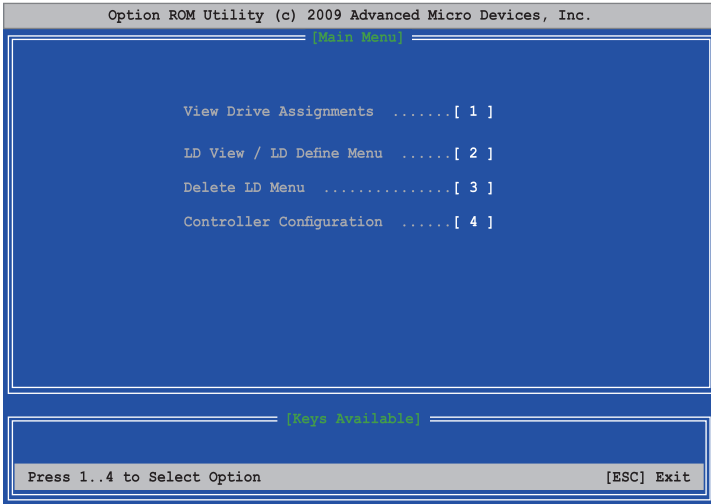 Option ROM Utility (c) 2009 Advanced Micro Devices, Inc.
[Main Menu]
View Drive Assignments .......[ 1 ]
LD View / LD Define Menu ......[ 2 ]
Delete LD Menu ...............[ 3 ]
Controller Configuration ......[ 4 ]
[Keys Available]
Press 1..4 to Select Option [ESC] Exit